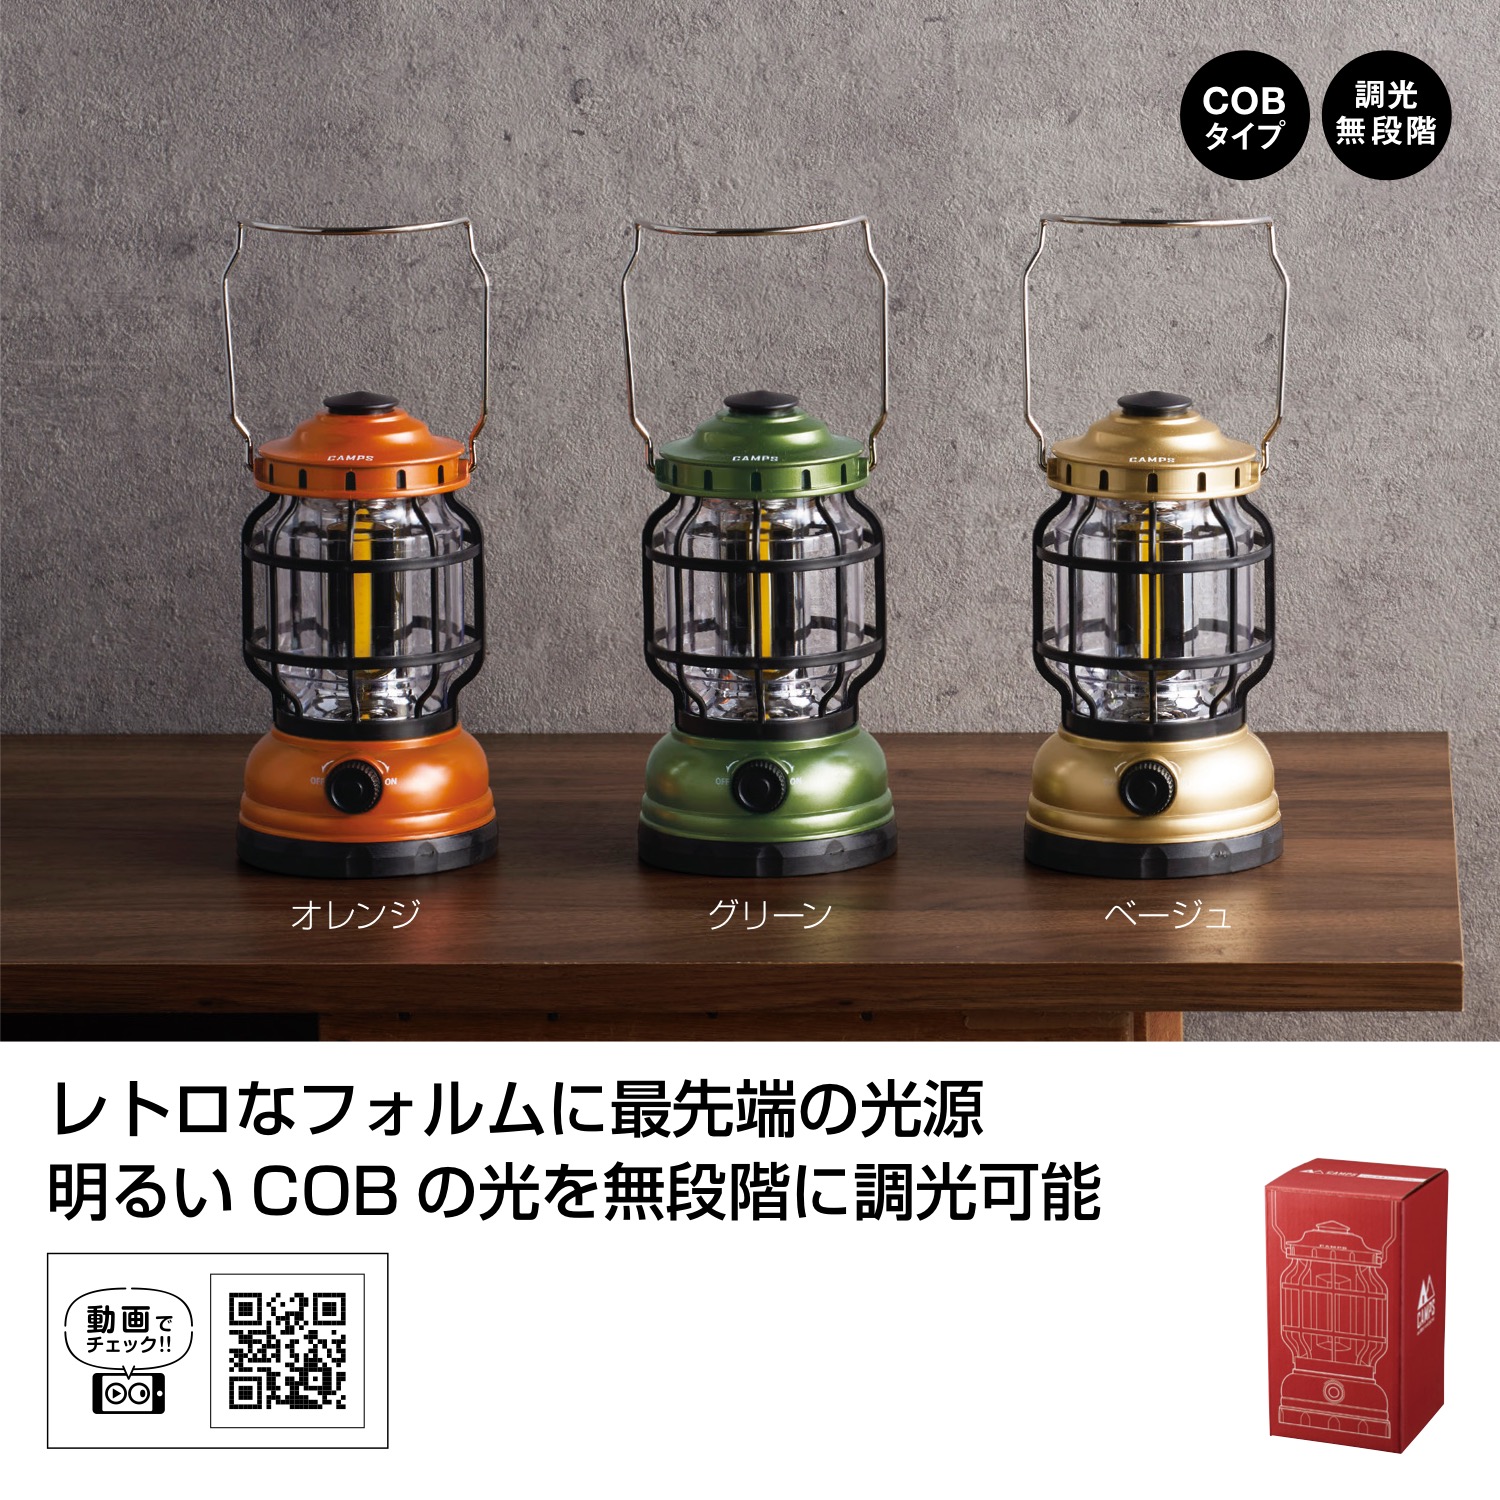 COB
タイプ
調光
無段階
CAMPS
CAMPS
CAMPS
OFF ON
OFF ON
オレンジ
グリーン
ベージュ
レトロなフォルムに最先端の光源
明るい COB の光を無段階に調光可能
動画で
チェック!!
CAMPS
CAMPS
CAMPS